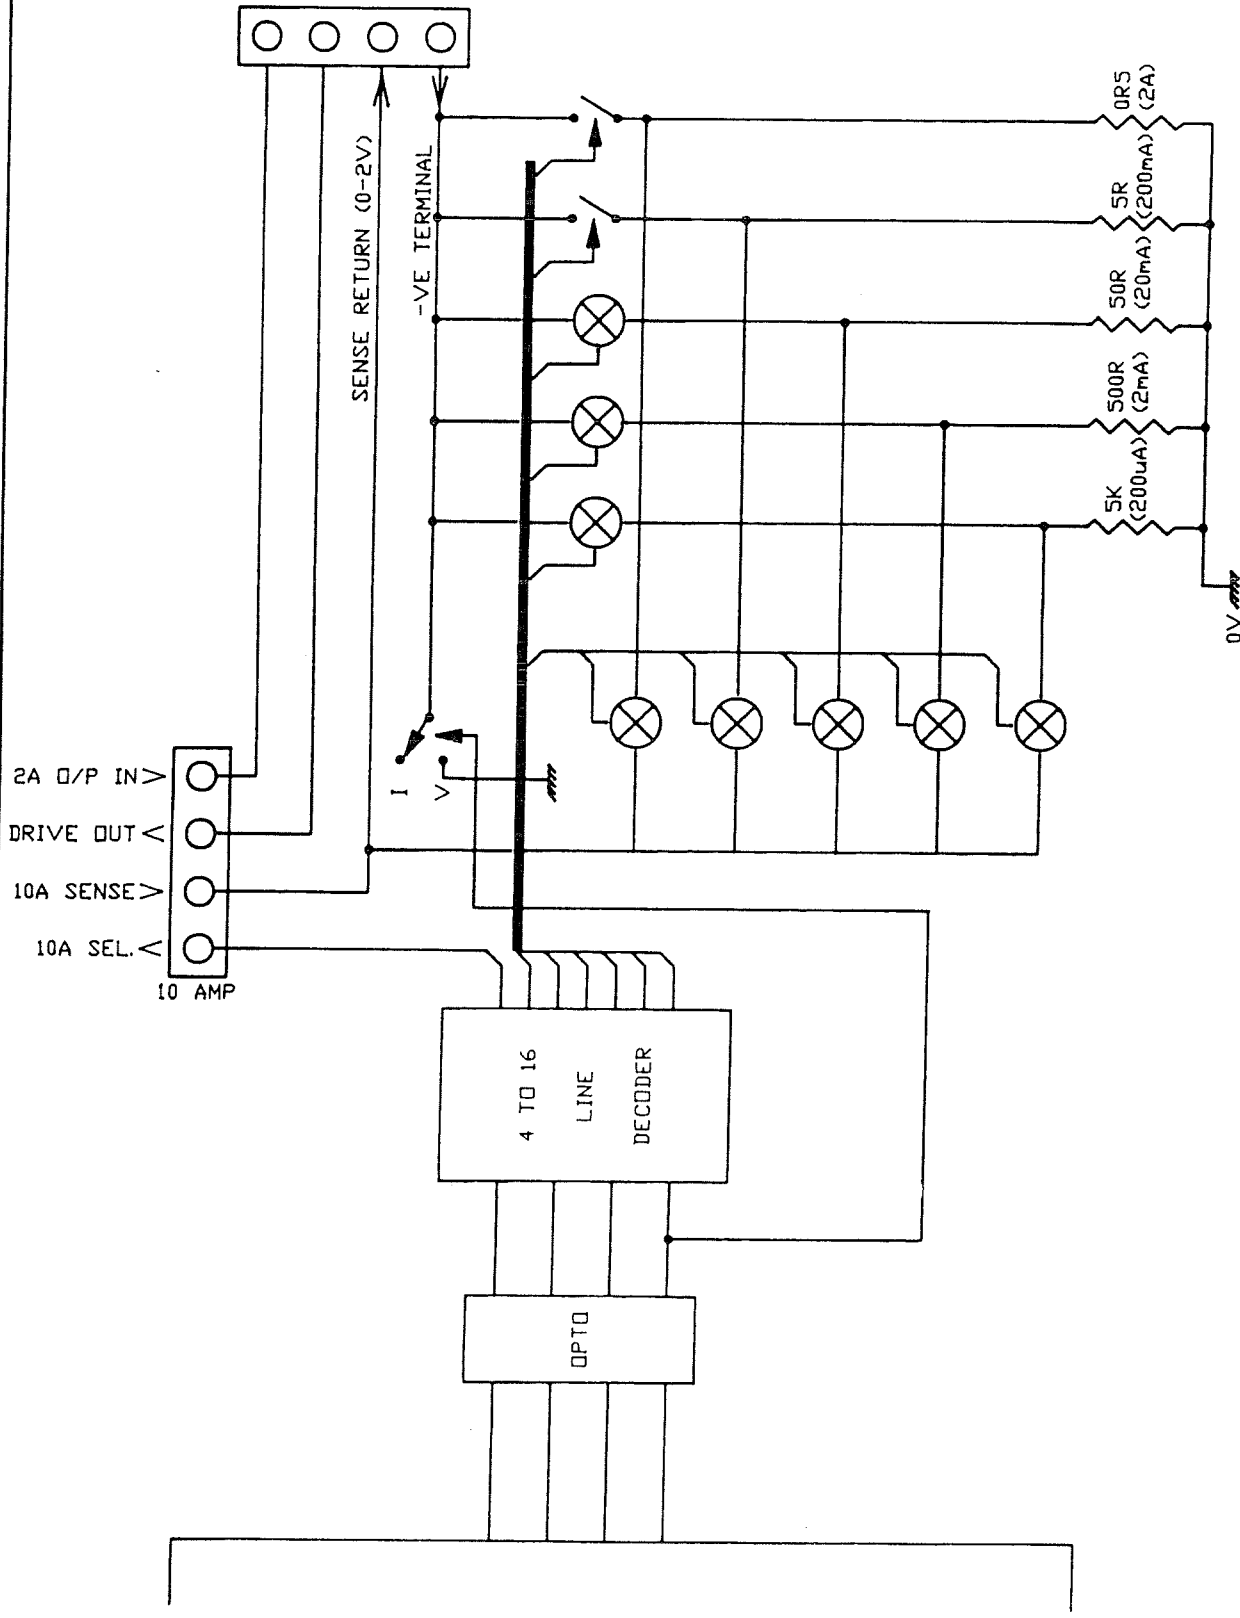 SENSE RETURN (0-2V)
-VE TERMINAL
0R5
(2A)
5R
(200mA)
50R
(20mA)
500R
(2mA)
5K
(200uA)
0V
I
V
2A O/P IN >
DRIVE OUT <
10A SENSE >
10A SEL. <
10 AMP
4 TO 16
LINE
DECODER
OPTO